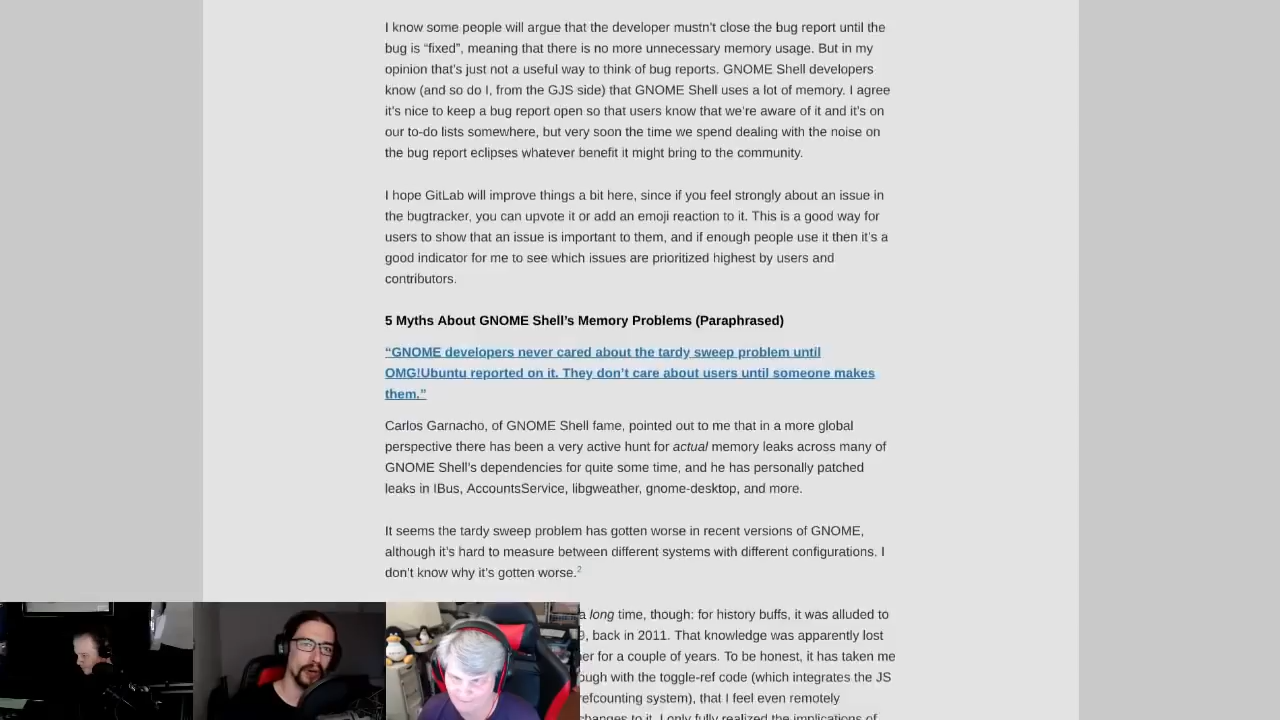 I know some people will argue that the developer mustn’t close the bug report until the
bug is “fixed”, meaning that there is no more unnecessary memory usage. But in my
opinion that’s just not a useful way to think of bug reports. GNOME Shell developers
know (and so do I, from the GJS side) that GNOME Shell uses a lot of memory. I agree
it’s nice to keep a bug report open so that users know that we’re aware of it and it’s on
our to-do lists somewhere, but very soon the time we spend dealing with the noise on
the bug report eclipses whatever benefit it might bring to the community.
I hope GitLab will improve things a bit here, since if you feel strongly about an issue in
the bugtracker, you can upvote it or add an emoji reaction to it. This is a good way for
users to show that an issue is important to them, and if enough people use it then it’s a
good indicator for me to see which issues are prioritized highest by users and
contributors.
5 Myths About GNOME Shell’s Memory Problems (Paraphrased)
“GNOME developers never cared about the tardy sweep problem until
OMG!Ubuntu reported on it. They don’t care about users until someone makes
them.”
Carlos Garnacho, of GNOME Shell fame, pointed out to me that in a more global
perspective there has been a very active hunt for actual memory leaks across many of
GNOME Shell’s dependencies for quite some time, and he has personally patched
leaks in IBus, AccountsService, libgweather, gnome-desktop, and more.
It seems the tardy sweep problem has gotten worse in recent versions of GNOME,
although it’s hard to measure between different systems with different configurations. I
don’t know why it’s gotten worse.2
a long time, though: for history buffs, it was alluded to
back in 2011. That knowledge was apparently lost
for a couple of years. To be honest, it has taken me
with the toggle-ref code (which integrates the JS
refcounting system), that I feel even remotely
changes to it. I only fully realized the implications of